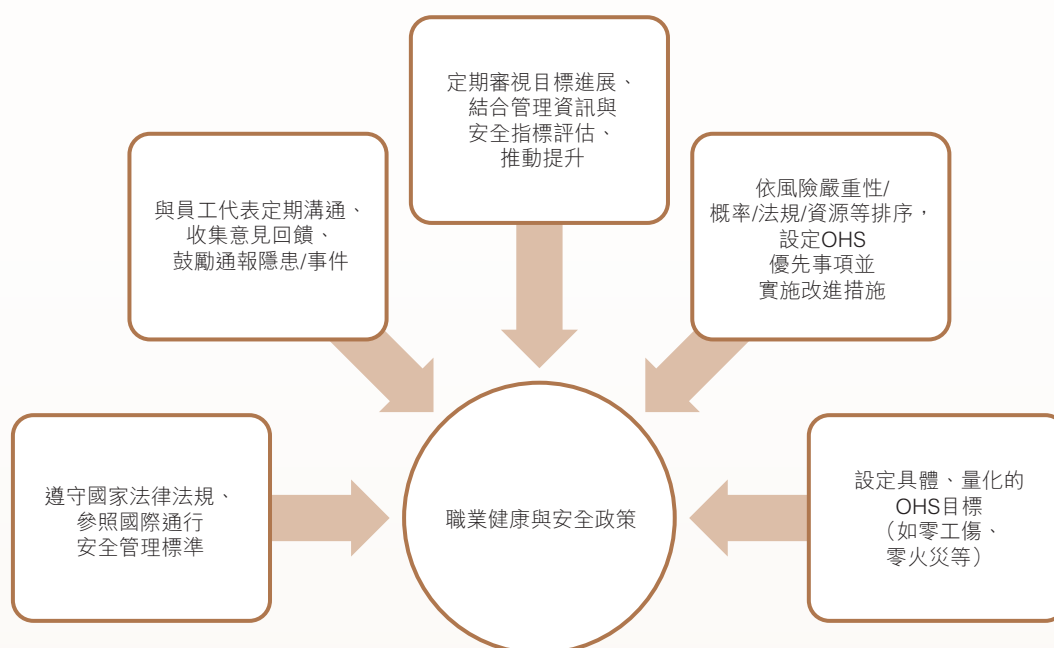 定期審視目標進展、
結合管理資訊與
安全指標評估、
推動提升
與員工代表定期溝通、
收集意見回饋、
鼓勵通報隱患/事件
依風險嚴重性/
概率/法規/資源等排序，
設定OHS
優先事項並
實施改進措施
遵守國家法律法規、
參照國際通行
安全管理標準
職業健康與安全政策
設定具體、量化的
OHS目標
（如零工傷、
零火災等）